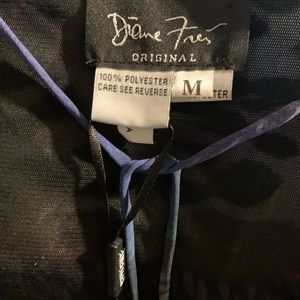 Diane Freis
ORIGINAL
100% POLYESTER
CARE SEE REVERSE
M